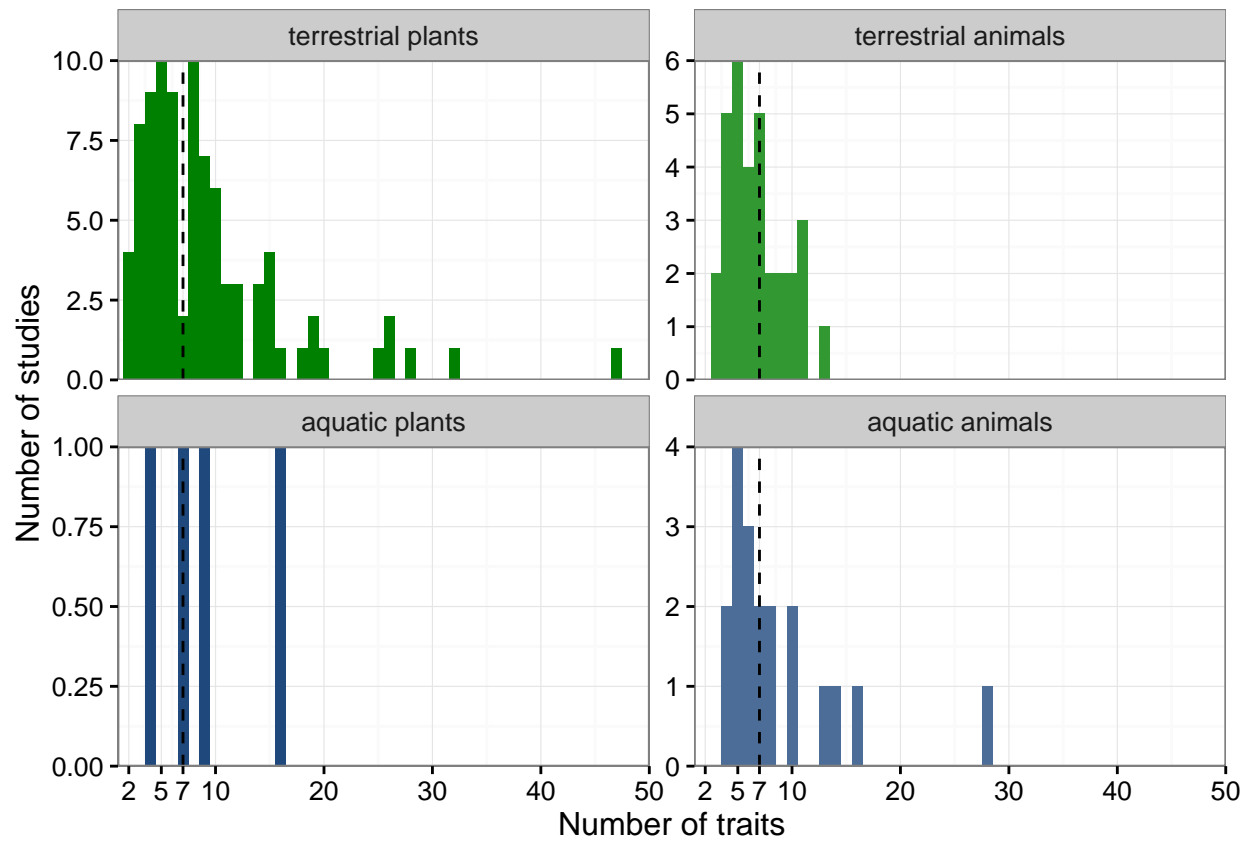 terrestrial plants
terrestrial animals
10.0
7.5
5.0
2.5
0.0
6
5
4
3
2
1
0
Number of studies
aquatic plants
aquatic animals
1.00
0.75
0.50
0.25
0.00
4
3
2
1
0
2 5 7 10 20 30 40 50
2 5 7 10 20 30 40 50
Number of traits